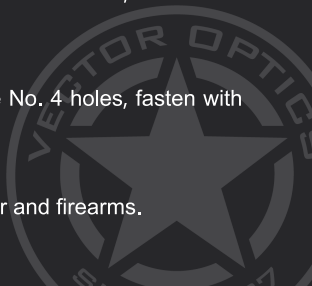 VECTOR OPTICS
No. 4 holes, fasten with
and firearms.